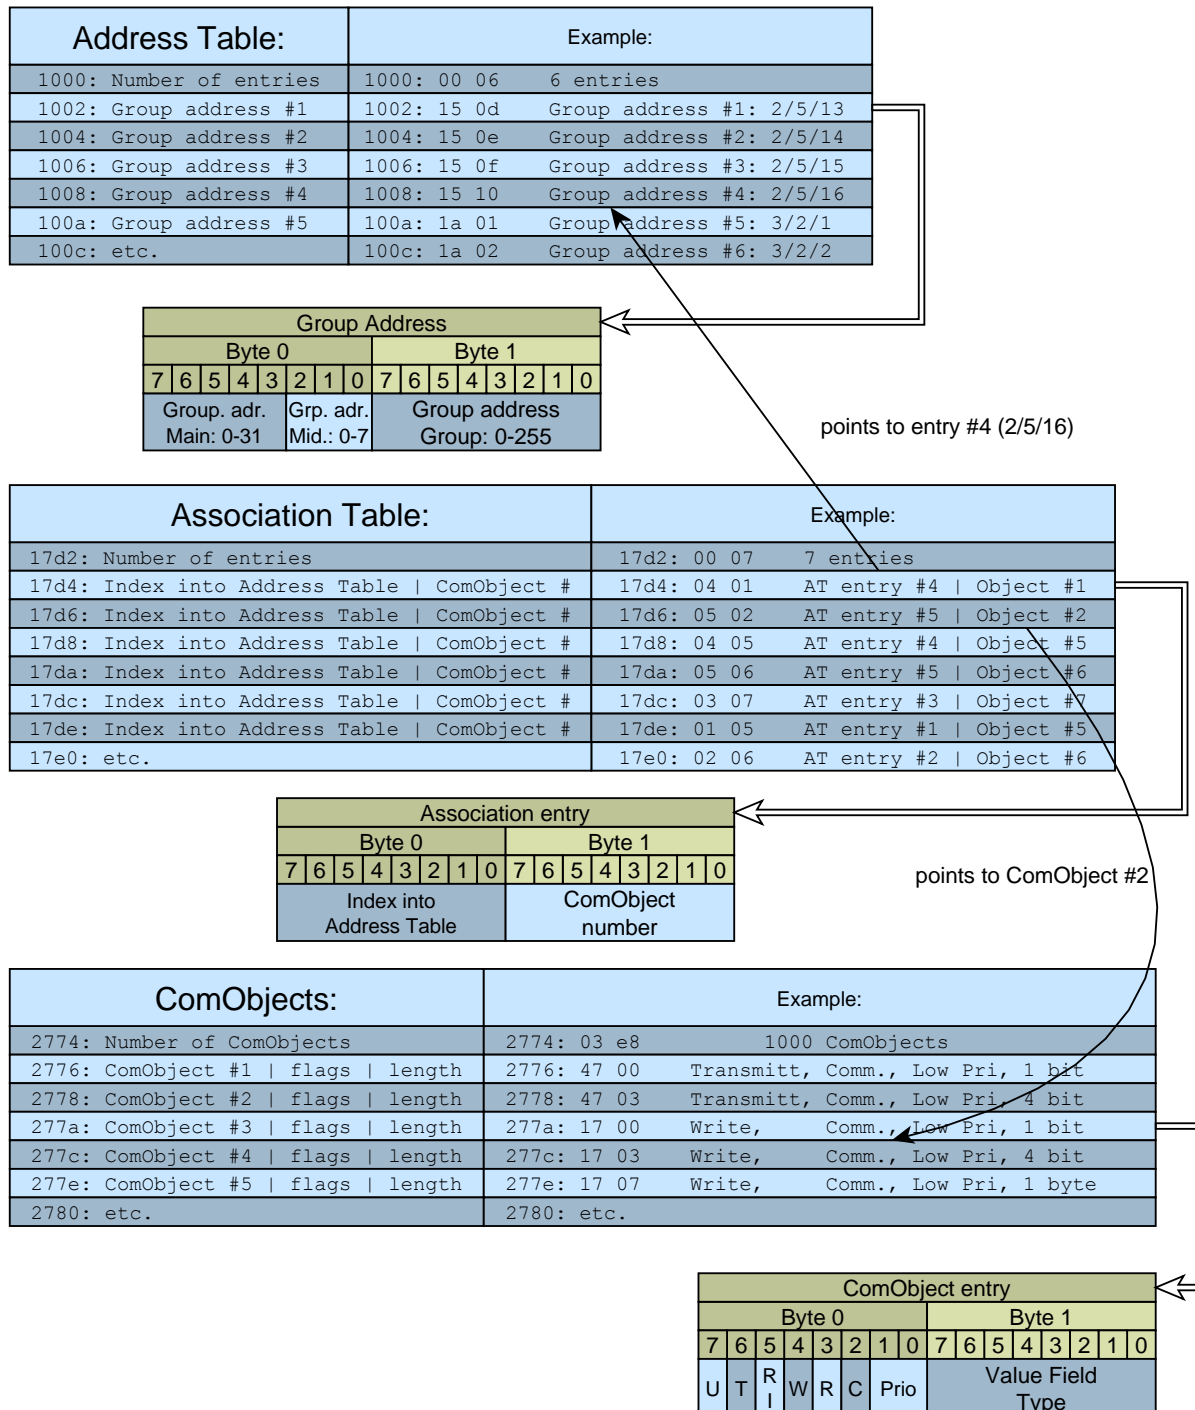 Address Table: Example:
1000: Number of entries 1000: 00 06 6 entries
1002: Group address #1 1002: 15 0d Group address #1: 2/5/13
1004: Group address #2 1004: 15 0e Group address #2: 2/5/14
1006: Group address #3 1006: 15 0f Group address #3: 2/5/15
1008: Group address #4 1008: 15 10 Group address #4: 2/5/16
100a: Group address #5 100a: 1a 01 Group address #5: 3/2/1
100c: etc. 100c: 1a 02 Group address #6: 3/2/2
Group Address
Byte 0 Byte 1
7 6 5 4 3 2 1 0 7 6 5 4 3 2 1 0
Group. adr. Grp. adr. Group address
Main: 0-31 Mid.: 0-7 Group: 0-255
points to entry #4 (2/5/16)
Association Table: Example:
17d2: Number of entries 17d2: 00 07 7 entries
17d4: Index into Address Table | ComObject # 17d4: 04 01 AT entry #4 | Object #1
17d6: Index into Address Table | ComObject # 17d6: 05 02 AT entry #5 | Object #2
17d8: Index into Address Table | ComObject # 17d8: 04 05 AT entry #4 | Object #5
17da: Index into Address Table | ComObject # 17da: 05 06 AT entry #5 | Object #6
17dc: Index into Address Table | ComObject # 17dc: 03 07 AT entry #3 | Object #7
17de: Index into Address Table | ComObject # 17de: 01 05 AT entry #1 | Object #5
17e0: etc. 17e0: 02 06 AT entry #2 | Object #6
Association entry
Byte 0 Byte 1
7 6 5 4 3 2 1 0 7 6 5 4 3 2 1 0
Index into ComObject
Address Table number
points to ComObject #2
ComObjects: Example:
2774: Number of ComObjects 2774: 03 e8 1000 ComObjects
2776: ComObject #1 | flags | length 2776: 47 00 Transmitt, Comm., Low Pri, 1 bit
2778: ComObject #2 | flags | length 2778: 47 03 Transmitt, Comm., Low Pri, 4 bit
277a: ComObject #3 | flags | length 277a: 17 00 Write, Comm., Low Pri, 1 bit
277c: ComObject #4 | flags | length 277c: 17 03 Write, Comm., Low Pri, 4 bit
277e: ComObject #5 | flags | length 277e: 17 07 Write, Comm., Low Pri, 1 byte
2780: etc. 2780: etc.
ComObject entry
Byte 0 Byte 1
7 6 5 4 3 2 1 0 7 6 5 4 3 2 1 0
U T RI W R C Prio Value Field
Type